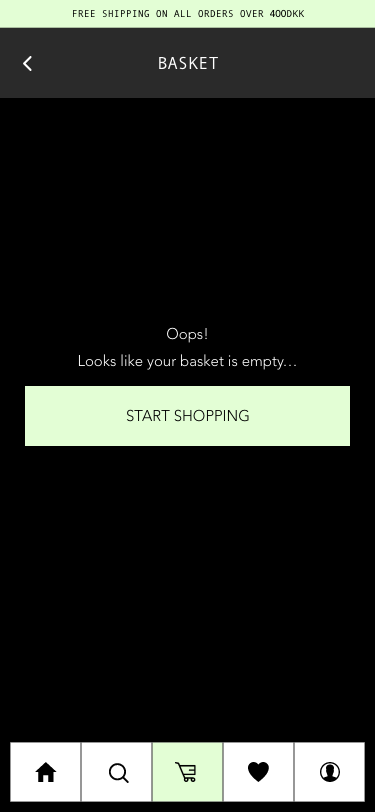 FREE SHIPPING ON ALL ORDERS OVER 400DKK
BASKET
Oops!
Looks like your basket is empty...
START SHOPPING